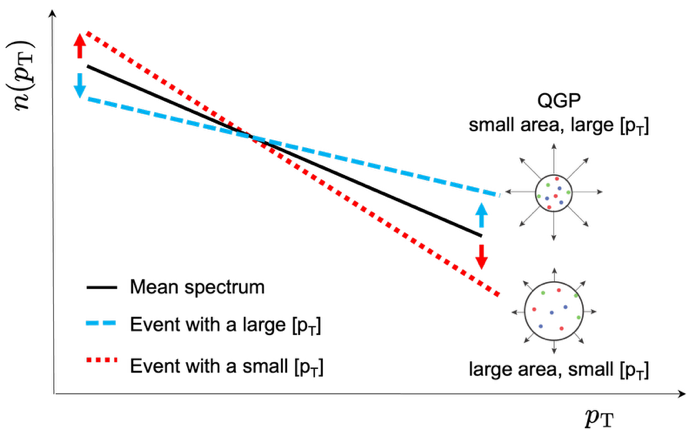 n(p_T)
QGP
small area, large [p_T]
Mean spectrum
Event with a large [p_T]
Event with a small [p_T]
large area, small [p_T]
p_T